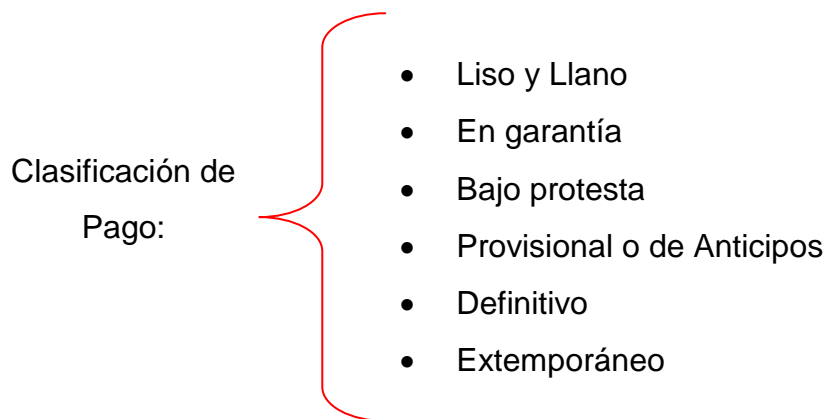 Clasificación de
Pago:
• Liso y Llano
• En garantía
• Bajo protesta
• Provisional o de Anticipos
• Definitivo
• Extemporáneo